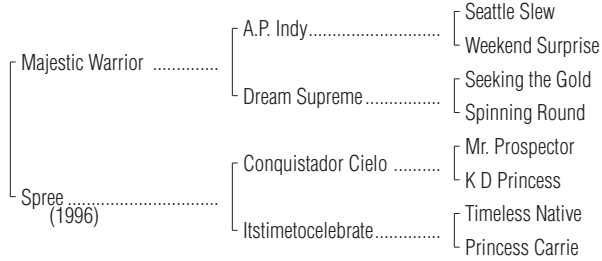 Seattle Slew
A.P. Indy..............................
Weekend Surprise
Majestic Warrior ...............
Seeking the Gold
Dream Supreme.................
Spinning Round
Mr. Prospector
Conquistador Cielo ..........
K D Princess
Spree..................................
(1996)
Timeless Native
Itstimetocelebrate...............
Princess Carrie